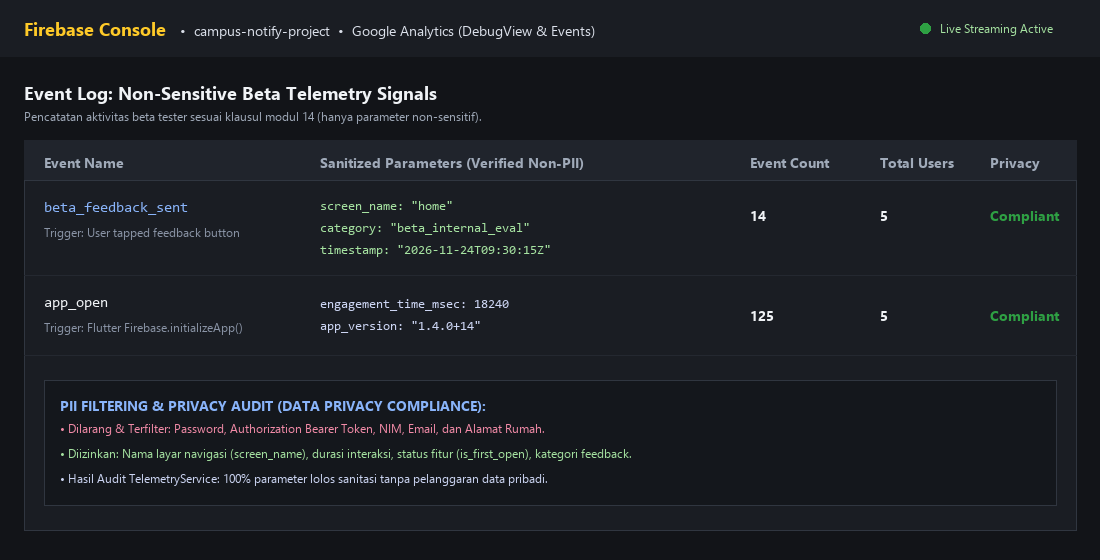 Firebase Console • campus-notify-project • Google Analytics (DebugView & Events) Live Streaming Active
Event Log: Non-Sensitive Beta Telemetry Signals
Pencatatan aktivitas beta tester sesuai klausul modul 14 (hanya parameter non-sensitif).
Event Name Sanitized Parameters (Verified Non-PII) Event Count Total Users Privacy
beta_feedback_sent
Trigger: User tapped feedback button
screen_name: "home"
category: "beta_internal_eval"
timestamp: "2026-11-24T09:30:15Z"
14 5 Compliant
app_open
Trigger: Flutter Firebase.initializeApp()
engagement_time_msec: 18240
app_version: "1.4.0+14"
125 5 Compliant
PII FILTERING & PRIVACY AUDIT (DATA PRIVACY COMPLIANCE):
• Dilarang & Terfilter: Password, Authorization Bearer Token, NIM, Email, dan Alamat Rumah.
• Diizinkan: Nama layar navigasi (screen_name), durasi interaksi, status fitur (is_first_open), kategori feedback.
• Hasil Audit TelemetryService: 100% parameter lolos sanitasi tanpa pelanggaran data pribadi.